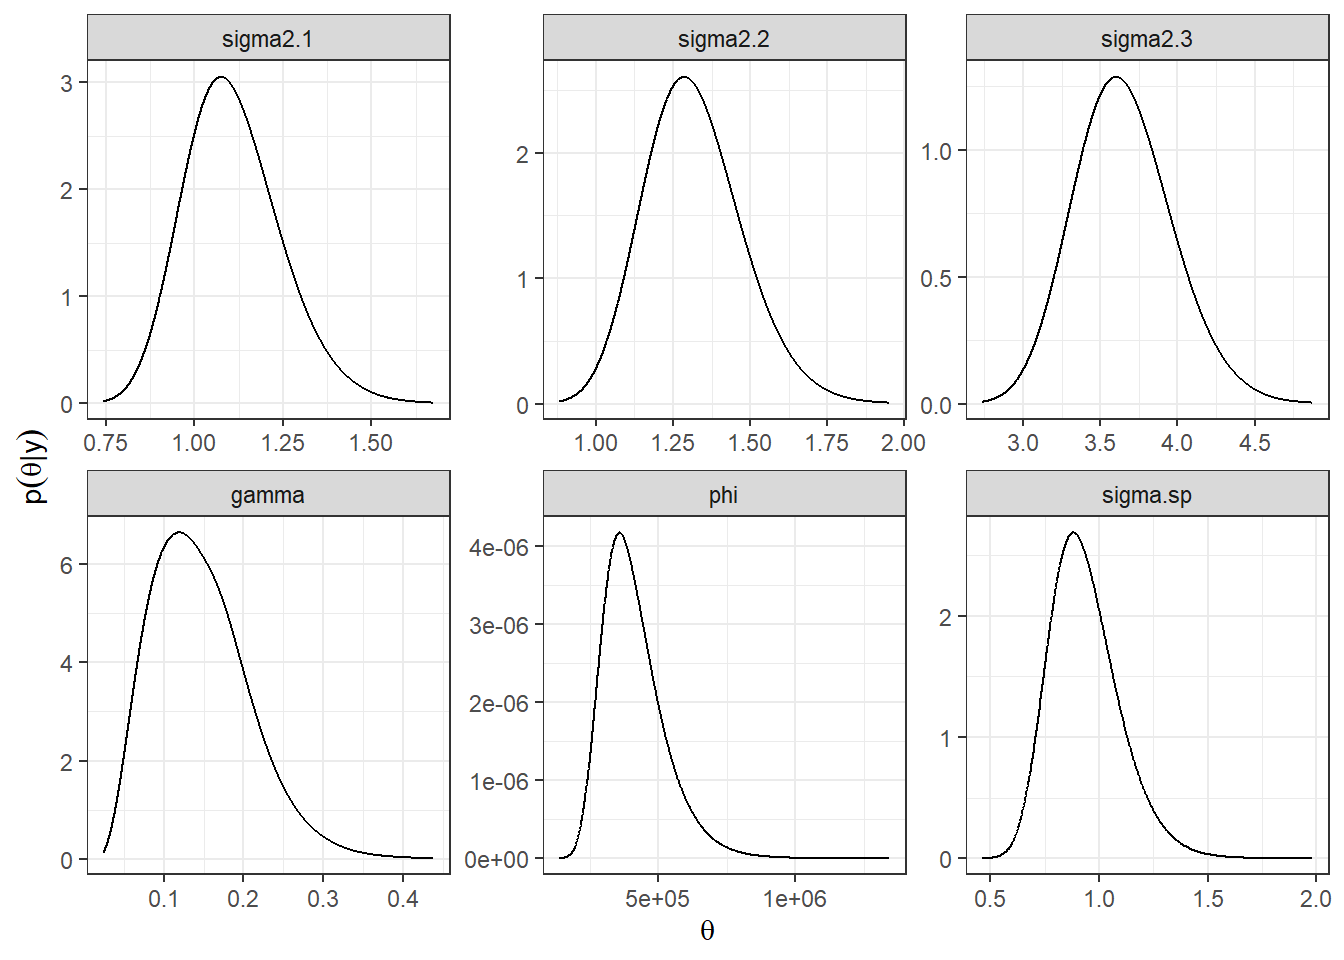 sigma2.1
sigma2.2
sigma2.3
3
2
1
0
0.75 1.00 1.25 1.50
2
1
0
1.00 1.25 1.50 1.75 2.00
1.0
0.5
0.0
3.0 3.5 4.0 4.5
p(θ|y)
gamma
phi
sigma.sp
6
4
2
0
0.1 0.2 0.3 0.4
4e-06
3e-06
2e-06
1e-06
0e+00
5e+05 1e+06
2
1
0
0.5 1.0 1.5 2.0
θ